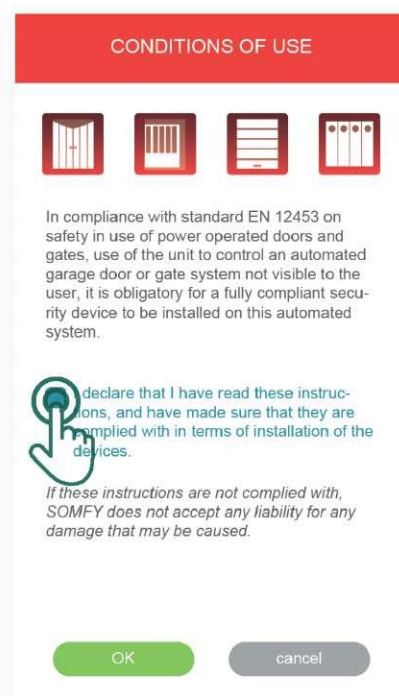 CONDITIONS OF USE
In compliance with standard EN 12453 on
safety in use of power operated doors and
gates, use of the unit to control an automated
garage door or gate system not visible to the
user, it is obligatory for a fully compliant secu-
rity device to be installed on this automated
system.
declare that I have read these instruc-
ions, and have made sure that they are
complied with in terms of installation of the
devices.
If these instructions are not complied with,
SOMFY does not accept any liability for any
damage that may be caused.
OK
cancel